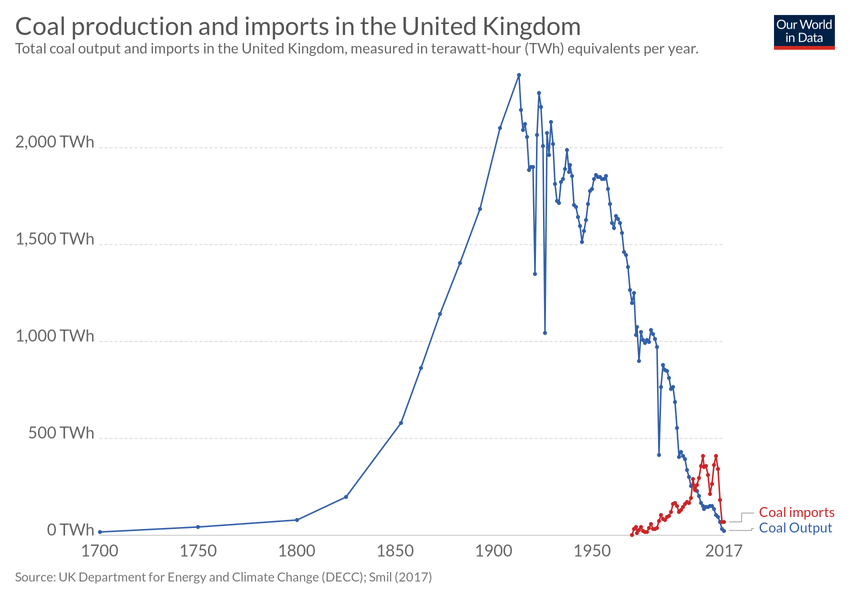 Coal production and imports in the United Kingdom
Total coal output and imports in the United Kingdom, measured in terawatt-hour (TWh) equivalents per year.
Our World
in Data
2,000 TWh
1,500 TWh
1,000 TWh
500 TWh
0 TWh
1700 1750 1800 1850 1900 1950 2017
Coal imports
Coal Output
Source: UK Department for Energy and Climate Change (DECC); Smil (2017)